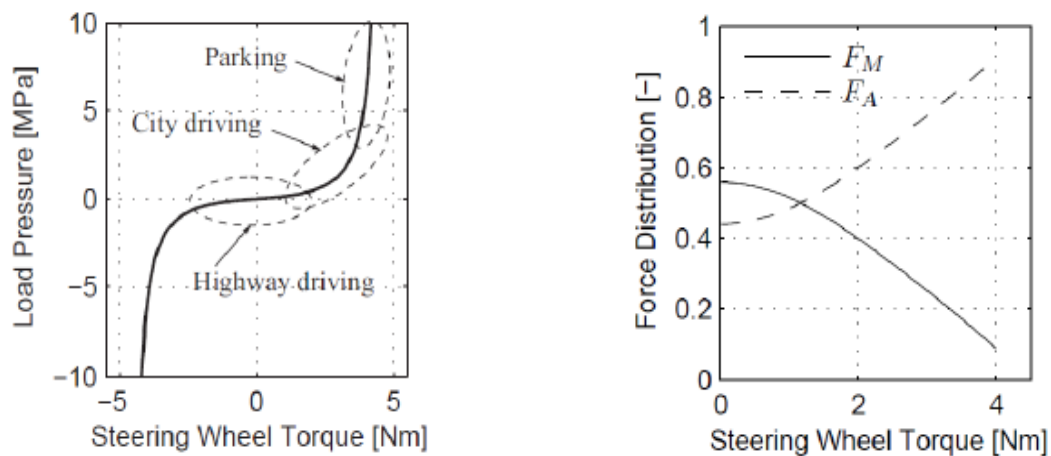 10
5
0
−5
−10
Load Pressure [MPa]
Parking
City driving
Highway driving
−5
0
5
Steering Wheel Torque [Nm]
1
0.8
0.6
0.4
0.2
0
Force Distribution [-]
F_M
F_A
0
2
4
Steering Wheel Torque [Nm]